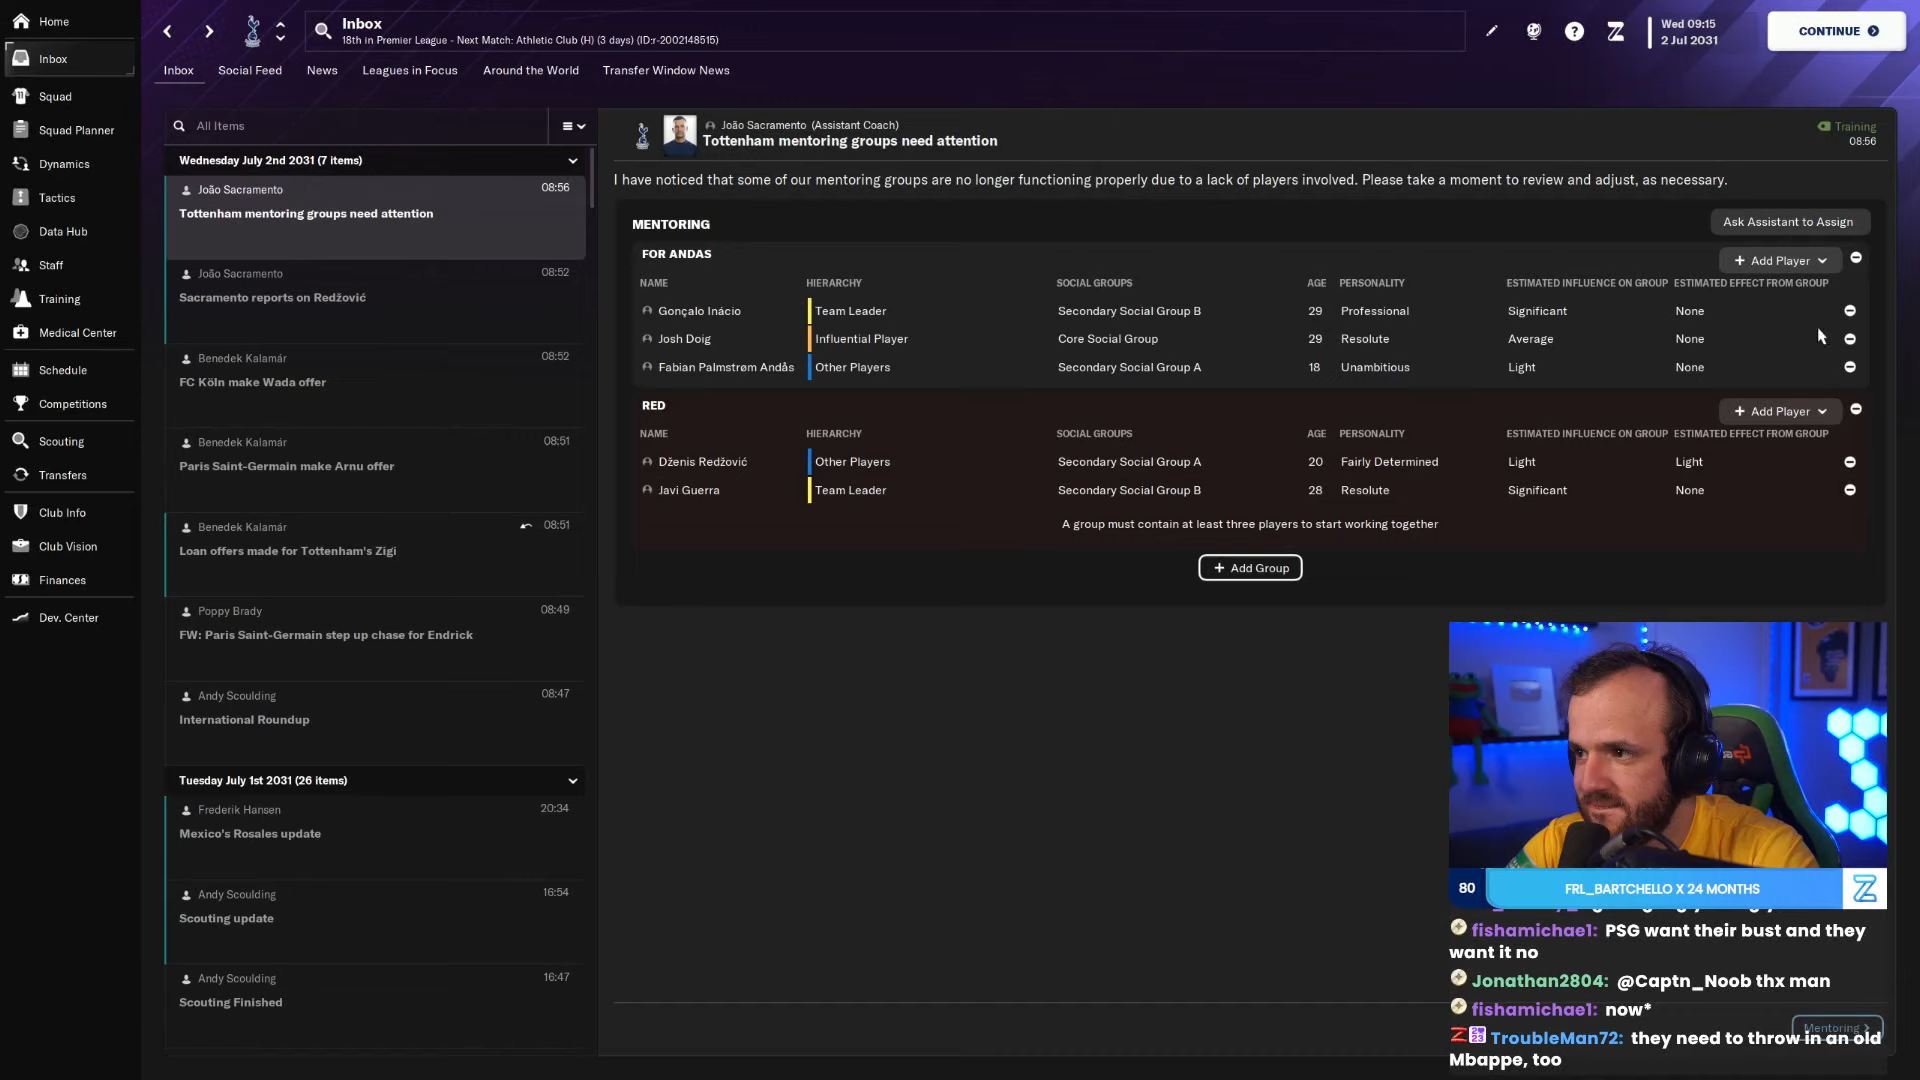 Home
Inbox
Squad
Squad Planner
Dynamics
Tactics
Data Hub
Staff
Training
Medical Center
Schedule
Competitions
Scouting
Transfers
Club Info
Club Vision
Finances
Dev. Center
Inbox
18th in Premier League - Next Match: Athletic Club (H) (3 days) (ID:r-2002148515)
Wed 09:15
2 Jul 2031
CONTINUE
Inbox Social Feed News Leagues in Focus Around the World Transfer Window News
All Items
Wednesday July 2nd 2031 (7 items)
João Sacramento 08:56
Tottenham mentoring groups need attention
João Sacramento 08:52
Sacramento reports on Redžović
Benedek Kalamár 08:52
FC Köln make Wada offer
Benedek Kalamár 08:51
Paris Saint-Germain make Arnu offer
Benedek Kalamár 08:51
Loan offers made for Tottenham's Zigi
Poppy Brady 08:49
FW: Paris Saint-Germain step up chase for Endrick
Andy Scoulding 08:47
International Roundup
Tuesday July 1st 2031 (26 items)
Frederik Hansen 20:34
Mexico's Rosales update
Andy Scoulding 16:54
Scouting update
Andy Scoulding 16:47
Scouting Finished
João Sacramento (Assistant Coach)
Tottenham mentoring groups need attention
Training
08:56
I have noticed that some of our mentoring groups are no longer functioning properly due to a lack of players involved. Please take a moment to review and adjust, as necessary.
MENTORING
Ask Assistant to Assign
FOR ANDAS
+ Add Player
NAME HIERARCHY SOCIAL GROUPS AGE PERSONALITY ESTIMATED INFLUENCE ON GROUP ESTIMATED EFFECT FROM GROUP
Gonçalo Inácio Team Leader Secondary Social Group B 29 Professional Significant None
Josh Doig Influential Player Core Social Group 29 Resolute Average None
Fabian Palmstrøm Andås Other Players Secondary Social Group A 18 Unambitious Light None
RED
+ Add Player
NAME HIERARCHY SOCIAL GROUPS AGE PERSONALITY ESTIMATED INFLUENCE ON GROUP ESTIMATED EFFECT FROM GROUP
Dženis Redžović Other Players Secondary Social Group A 20 Fairly Determined Light Light
Javi Guerra Team Leader Secondary Social Group B 28 Resolute Significant None
A group must contain at least three players to start working together
+ Add Group
80 FRL_BARTCHELLO X 24 MONTHS
fishamichael: PSG want their bust and they
want it no
Jonathan2804: @Captn_Noob thx man
fishamichael: now*
Mentoring >
TroubleMan72: they need to throw in an old
Mbappe, too